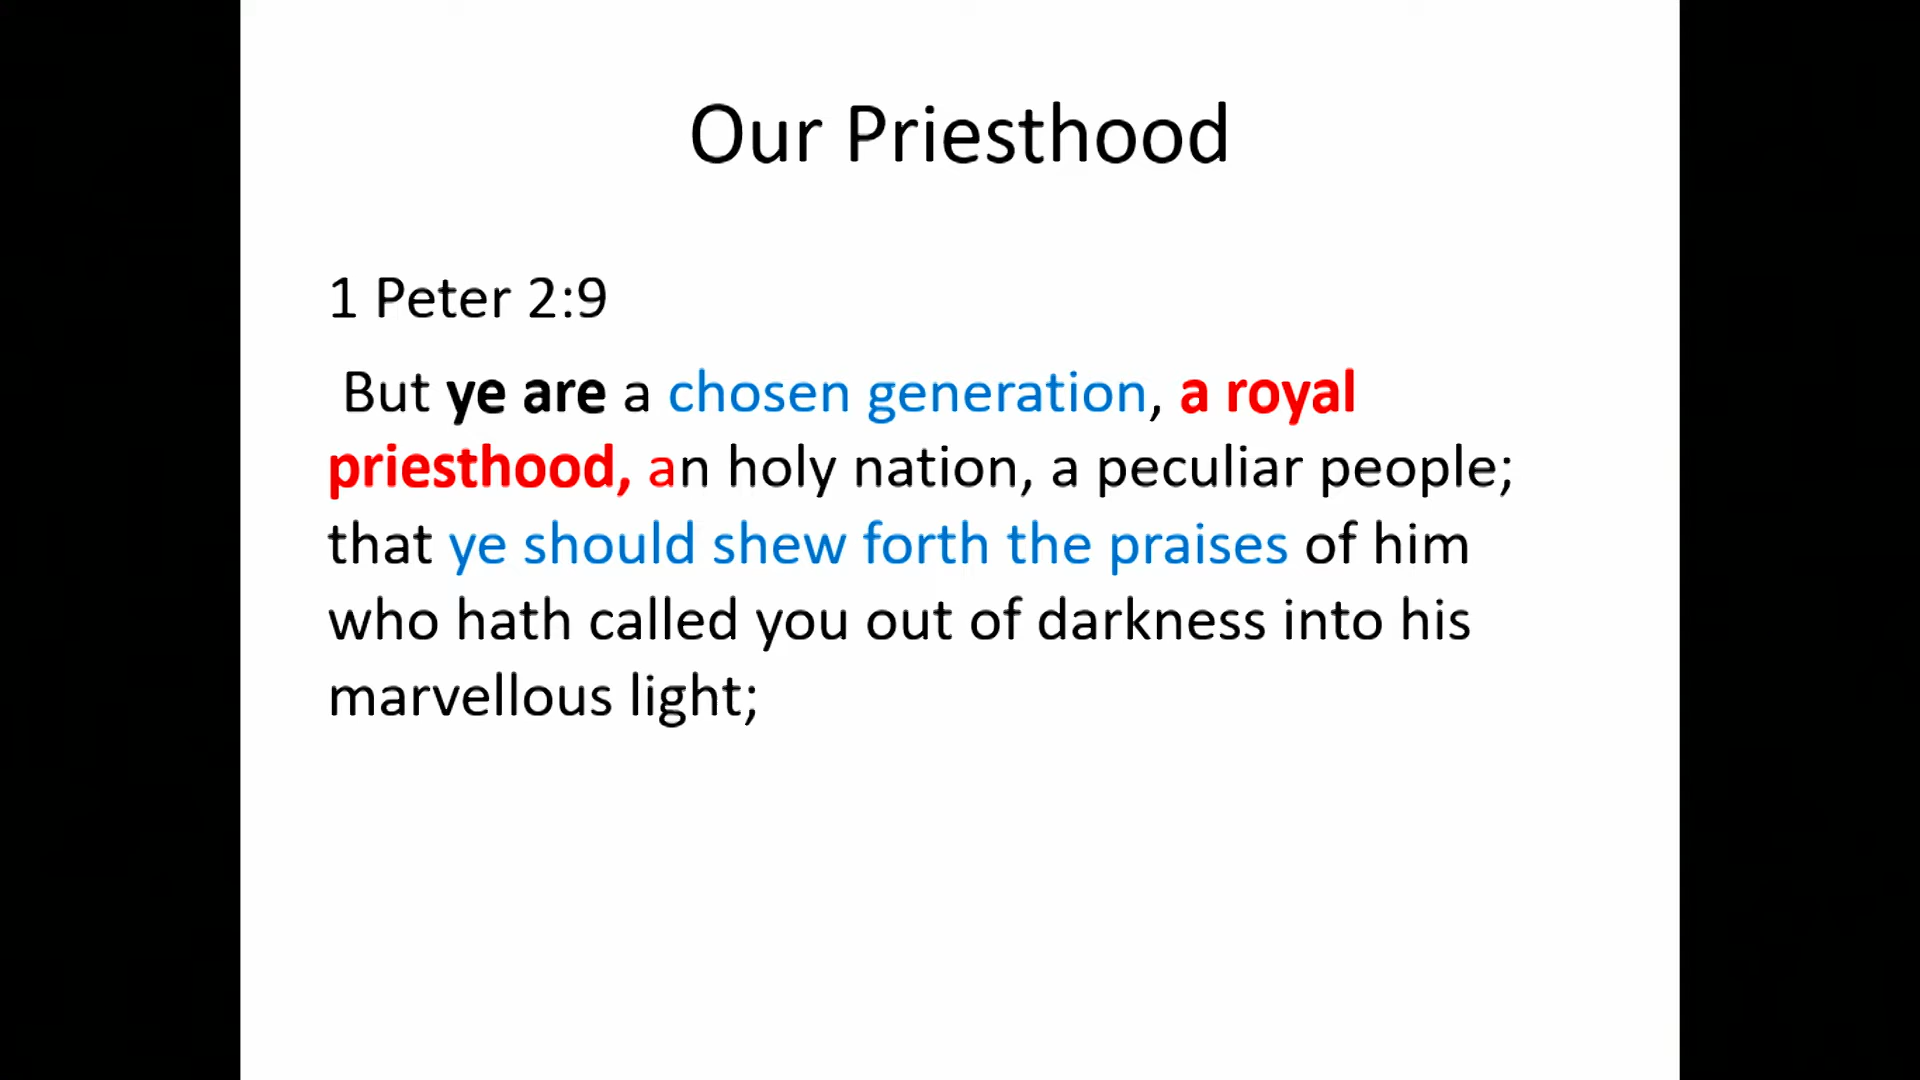 Our Priesthood
1 Peter 2:9
But ye are a chosen generation, a royal
priesthood, an holy nation, a peculiar people;
that ye should shew forth the praises of him
who hath called you out of darkness into his
marvellous light;